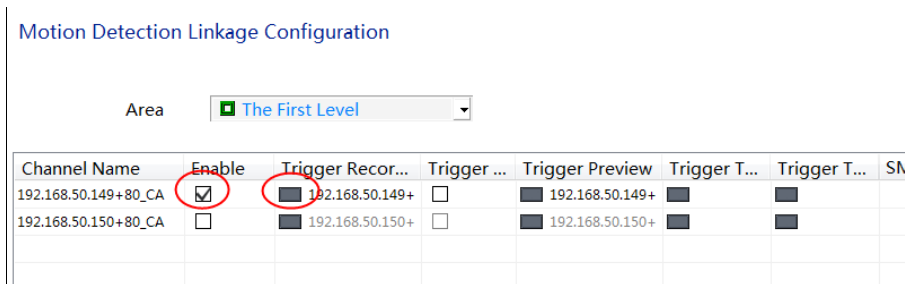 Motion Detection Linkage Configuration
Area The First Level
Channel Name Enable Trigger Recor... Trigger ... Trigger Preview Trigger T... Trigger T... SM
192.168.50.149+80_CA 192.168.50.149+ 192.168.50.149+
192.168.50.150+80_CA 192.168.50.150+ 192.168.50.150+